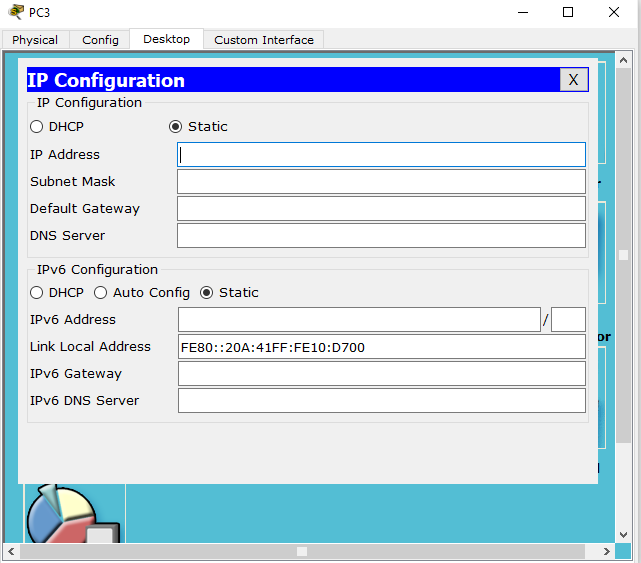 PC3
Physical Config Desktop Custom Interface
IP Configuration X
IP Configuration
DHCP Static
IP Address
Subnet Mask
Default Gateway
DNS Server
IPv6 Configuration
DHCP Auto Config Static
IPv6 Address /
Link Local Address FE80::20A:41FF:FE10:D700
IPv6 Gateway
IPv6 DNS Server
or